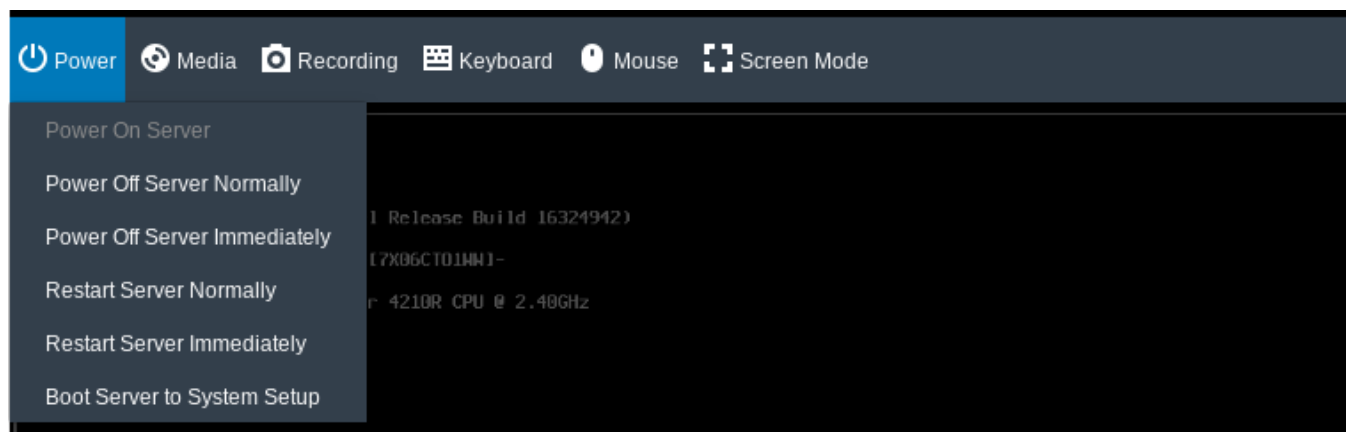 Power Media Recording Keyboard Mouse Screen Mode
Power On Server
Power Off Server Normally
l Release Build 16324942)
Power Off Server Immediately
[7X06CTO1WW]-
Restart Server Normally
r 4210R CPU @ 2.40GHz
Restart Server Immediately
Boot Server to System Setup